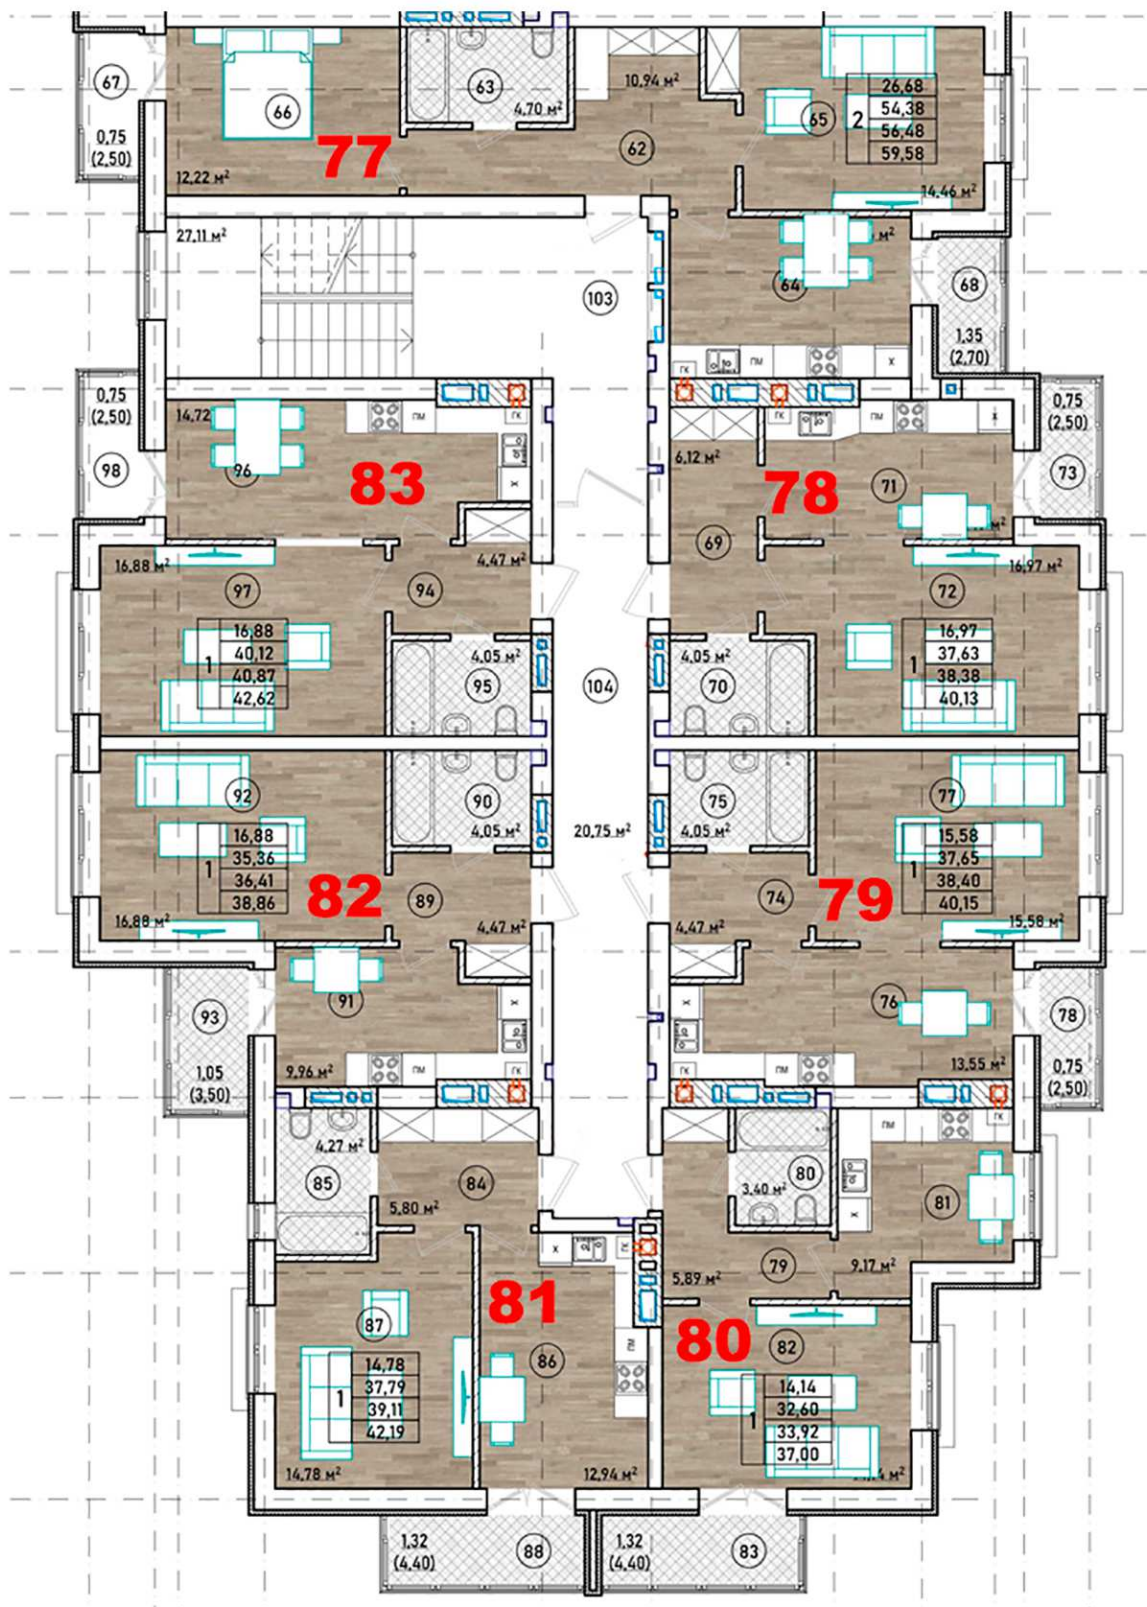 67
0,75
(2,50)
66
77
12,22 м²
63
4,70 м²
10,94 м²
62
65
2
26,68
54,38
56,48
59,58
14,46 м²
27,11 м²
103
м²
64
68
1,35
(2,70)
ГК
ПМ
Х
0,75
(2,50)
98
14,72
96
83
ПМ
ГК
Х
4,47 м²
94
6,12 м²
69
78
ГК
ПМ
Х
71
м²
0,75
(2,50)
73
16,88 м²
97
1
16,88
40,12
40,87
42,62
4,05 м²
95
104
4,05 м²
70
16,97 м²
72
1
16,97
37,63
38,38
40,13
92
1
16,88
35,36
36,41
38,86
16,88 м²
82
90
4,05 м²
89
4,47 м²
20,75 м²
75
4,05 м²
74
4,47 м²
79
77
1
15,58
37,65
38,40
40,15
15,58 м²
93
1,05
(3,50)
91
9,96 м²
ПМ
Х
ГК
Х
ГК
ПМ
76
13,55 м²
78
0,75
(2,50)
4,27 м²
85
84
5,80 м²
80
3,40 м²
ПМ
ГК
Х
81
79
5,89 м²
9,17 м²
87
1
14,78
37,79
39,11
42,19
14,78 м²
81
Х
ГК
ПМ
86
12,94 м²
80
82
1
14,14
32,60
33,92
37,00
1,32
(4,40)
88
1,32
(4,40)
83